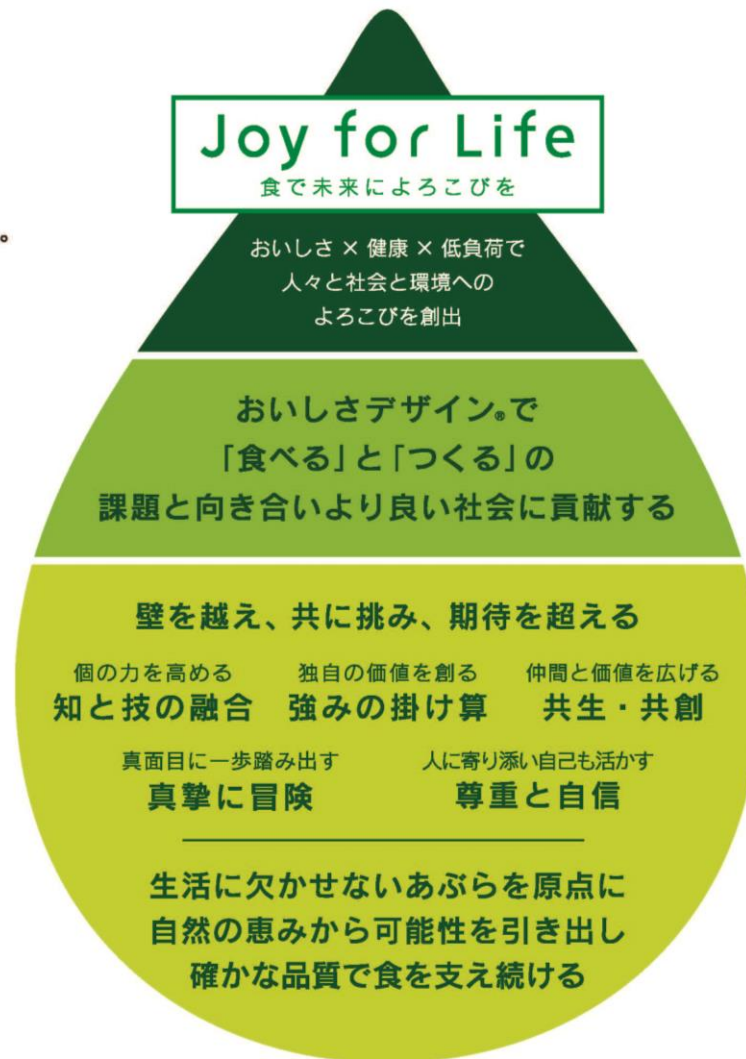 Joy for Life
食で未来によろこびを
。
おいしさ × 健康 × 低負荷で
人々と社会と環境への
よろこびを創出
おいしさデザイン®で
「食べる」と「つくる」の
課題と向き合いより良い社会に貢献する
壁を越え、共に挑み、期待を超える
個の力を高める 独自の価値を創る 仲間と価値を広げる
知と技の融合 強みの掛け算 共生・共創
真面目に一歩踏み出す 人に寄り添い自己も活かす
真摯に冒険 尊重と自信
生活に欠かせないあぶらを原点に
自然の恵みから可能性を引き出し
確かな品質で食を支え続ける